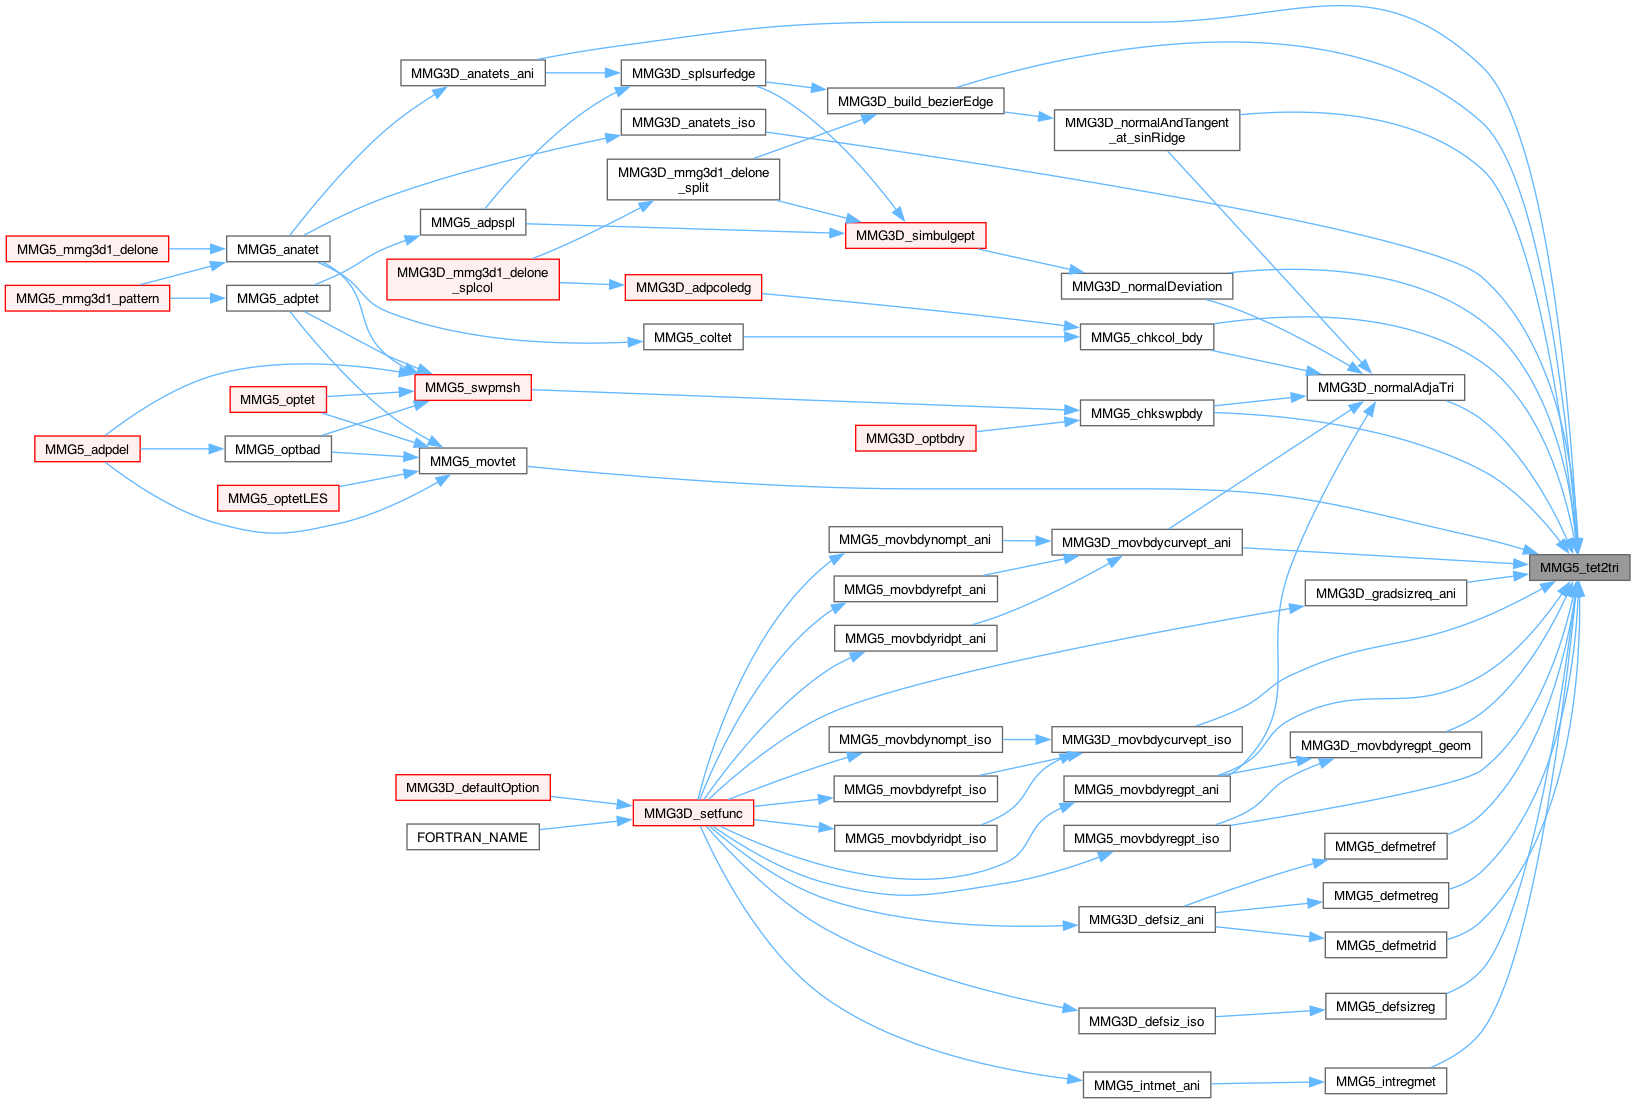 MMG3D_anatets_ani
MMG3D_splsurfedge
MMG3D_build_bezierEdge
MMG3D_anatets_iso
MMG3D_normalAndTangent
_at_sinRidge
MMG3D_mmg3d1_delone
_split
MMG5_adpspl
MMG3D_simbulgept
MMG5_mmg3d1_delone
MMG5_anatet
MMG3D_mmg3d1_delone
_splcol
MMG3D_adpcoledg
MMG3D_normalDeviation
MMG5_mmg3d1_pattern
MMG5_adptet
MMG5_coltet
MMG5_chkcol_bdy
MMG5_swpmsh
MMG3D_normalAdjaTri
MMG5_optet
MMG5_chkswpbdy
MMG3D_optbdry
MMG5_adpdel
MMG5_optbad
MMG5_movtet
MMG5_optetLES
MMG5_movbdynompt_ani
MMG3D_movbdycurvept_ani
MMG5_tet2tri
MMG5_movbdyrefpt_ani
MMG3D_gradsizreq_ani
MMG5_movbdyridpt_ani
MMG5_movbdynompt_iso
MMG3D_movbdycurvept_iso
MMG3D_movbdyregpt_geom
MMG3D_defaultOption
MMG5_movbdyrefpt_iso
MMG5_movbdyregpt_ani
MMG3D_setfunc
FORTRAN_NAME
MMG5_movbdyridpt_iso
MMG5_movbdyregpt_iso
MMG5_defmetref
MMG5_defmetreg
MMG3D_defsiz_ani
MMG5_defmetrid
MMG5_defsizreg
MMG3D_defsiz_iso
MMG5_intmet_ani
MMG5_intregmet